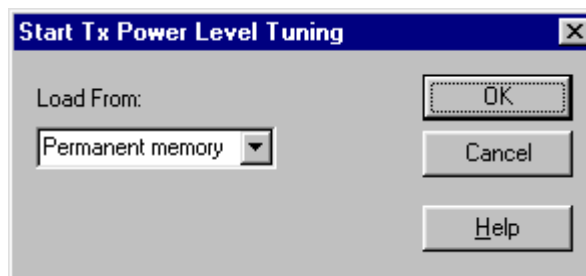 Start Tx Power Level Tuning
Load From:
Permanent memory
OK
Cancel
Help